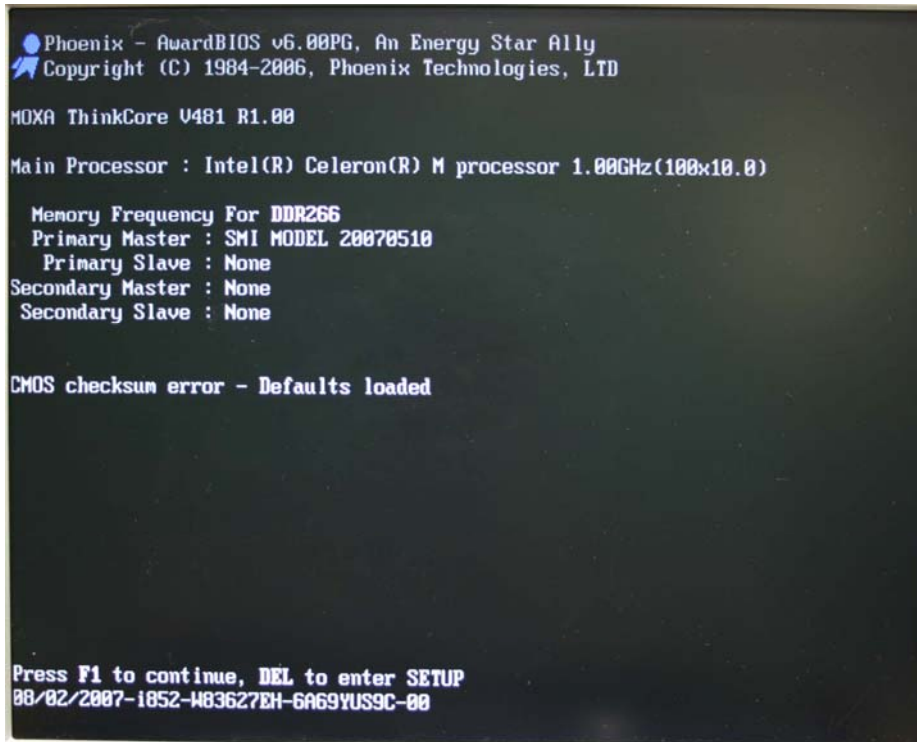 Phoenix - AwardBIOS v6.00PG, An Energy Star Ally
Copyright (C) 1984-2006, Phoenix Technologies, LTD
MOXA ThinkCore V481 R1.00
Main Processor : Intel(R) Celeron(R) M processor 1.00GHz(100x10.0)
Memory Frequency For DDR266
Primary Master : SMI MODEL 20070510
Primary Slave : None
Secondary Master : None
Secondary Slave : None
CMOS checksum error - Defaults loaded
Press F1 to continue, DEL to enter SETUP
08/02/2007-i852-W83627EH-6A69YUS9C-00